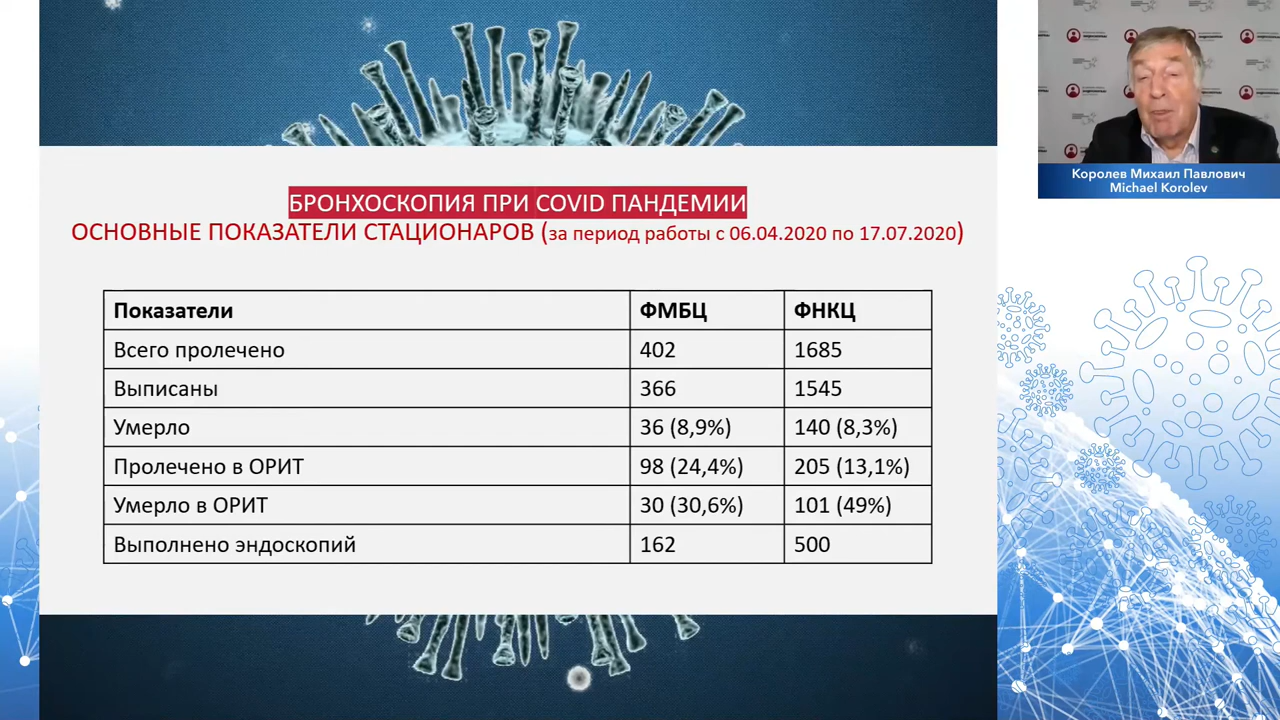 БРОНХОСКОПИЯ ПРИ COVID ПАНДЕМИИ
ОСНОВНЫЕ ПОКАЗАТЕЛИ СТАЦИОНАРОВ (за период работы с 06.04.2020 по 17.07.2020)
Показатели ФМБЦ ФНКЦ
Всего пролечено 402 1685
Выписаны 366 1545
Умерло 36 (8,9%) 140 (8,3%)
Пролечено в ОРИТ 98 (24,4%) 205 (13,1%)
Умерло в ОРИТ 30 (30,6%) 101 (49%)
Выполнено эндоскопий 162 500
Королев Михаил Павлович
Michael Korolev